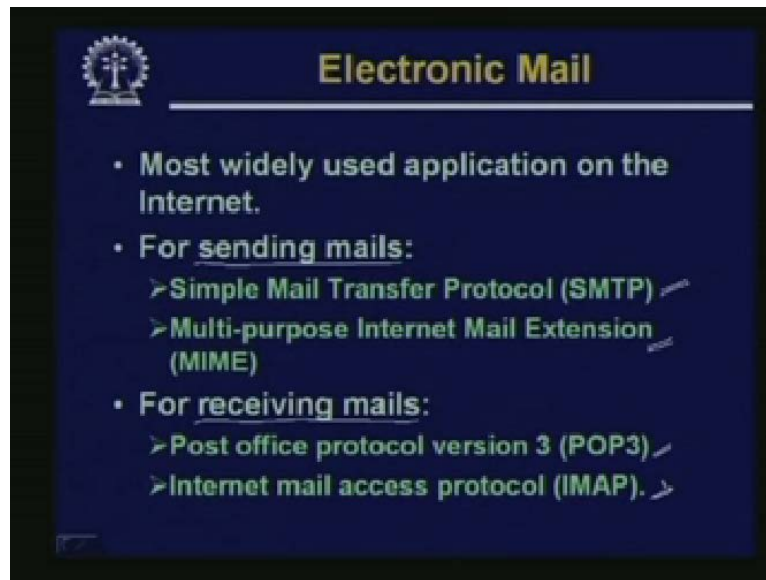 Electronic Mail
• Most widely used application on the
Internet.
• For sending mails:
➢Simple Mail Transfer Protocol (SMTP)
➢Multi-purpose Internet Mail Extension
(MIME)
• For receiving mails:
➢Post office protocol version 3 (POP3)
➢Internet mail access protocol (IMAP).